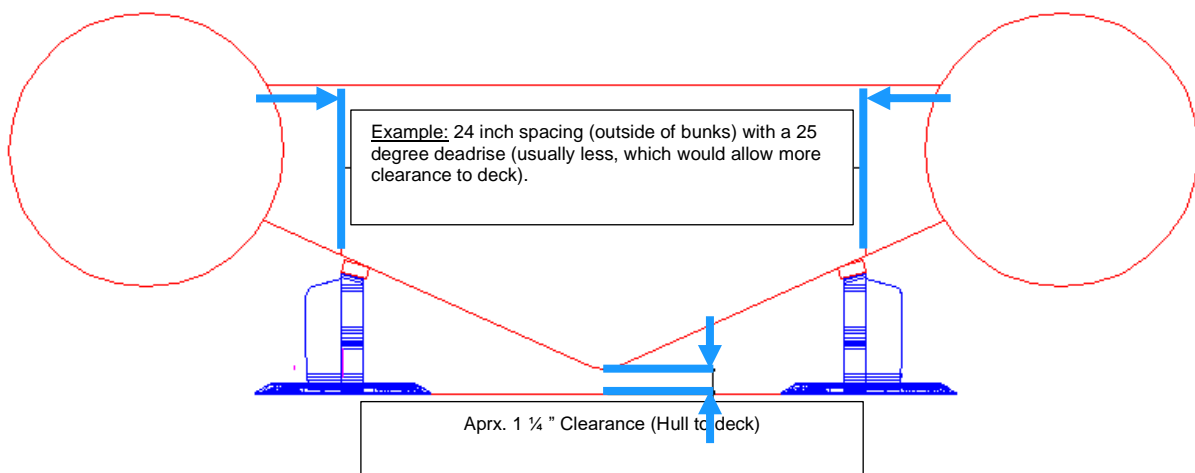 Example: 24 inch spacing (outside of bunks) with a 25
degree deadrise (usually less, which would allow more
clearance to deck).
Aprx. 1 ¼ ” Clearance (Hull to deck)